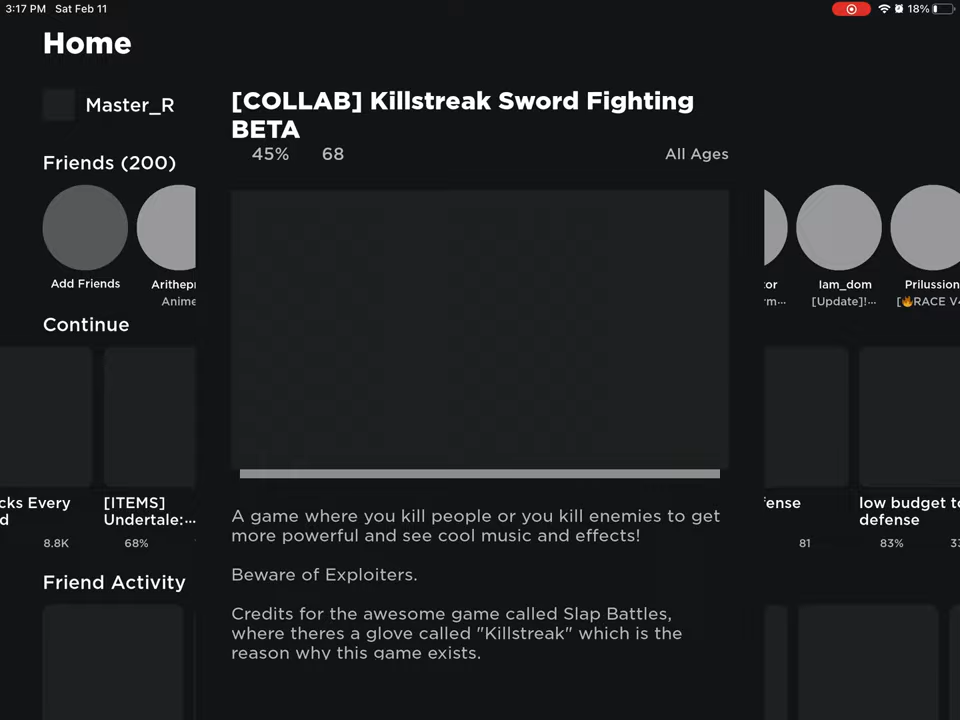 3:17 PM Sat Feb 11
18%
Home
Master_R
Friends (200)
Add Friends
Arithepr
Anime
tor
rm...
Iam_dom
[Update]!...
Prilussion
[🔥RACE V4
Continue
cks Every
d
8.8K
[ITEMS]
Undertale:...
68%
fense
81
low budget to
defense
83%
33
Friend Activity
[COLLAB] Killstreak Sword Fighting
BETA
45% 68 All Ages
A game where you kill people or you kill enemies to get
more powerful and see cool music and effects!
Beware of Exploiters.
Credits for the awesome game called Slap Battles,
where theres a glove called "Killstreak" which is the
reason why this game exists.